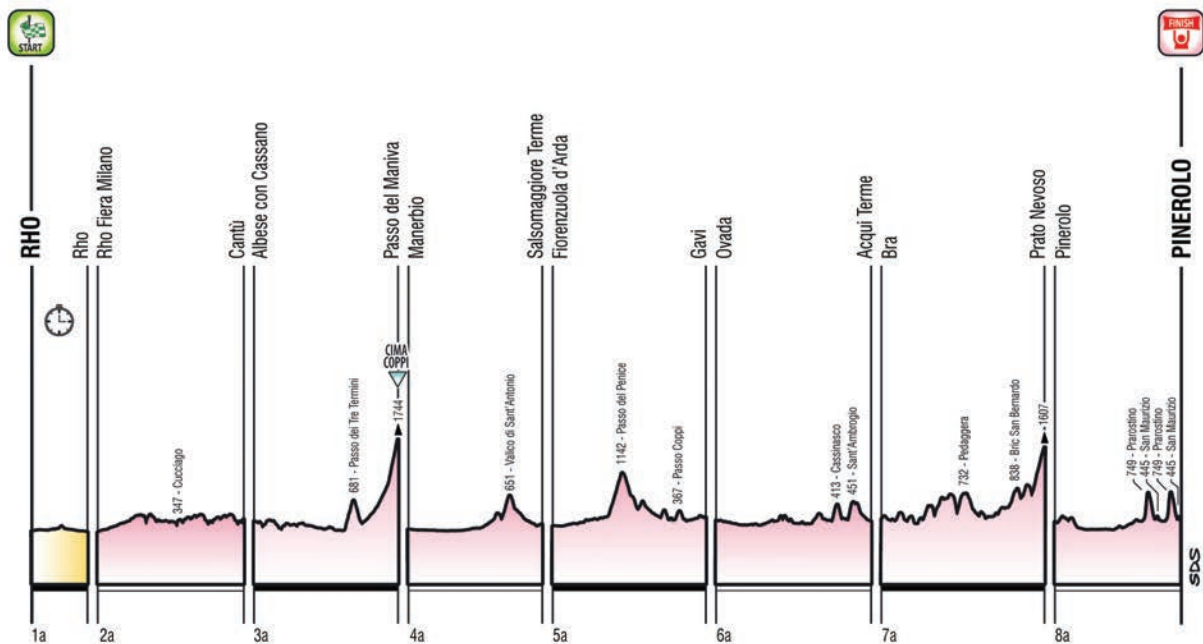 START
FINISH
RHO
Rho
Rho Fiera Milano
Cantù
Albese con Cassano
Passo del Maniva
Manerbio
Salsomaggiore Terme
Fiorenzuola d'Arda
Gavi
Ovada
Acqui Terme
Bra
Prato Nevoso
Pinerolo
PINEROLO
CIMA
COPPI
347 - Cucciago
681 - Passo dei Tre Termini
1744
651 - Valico di Sant'Antonio
1142 - Passo del Penice
367 - Passo Coppi
413 - Cassinasco
451 - Sant'Ambrogio
732 - Pedaggera
838 - Bric San Bernardo
1607
749 - Prarostino
445 - San Maurizio
749 - Prarostino
445 - San Maurizio
SDS
1a
2a
3a
4a
5a
6a
7a
8a